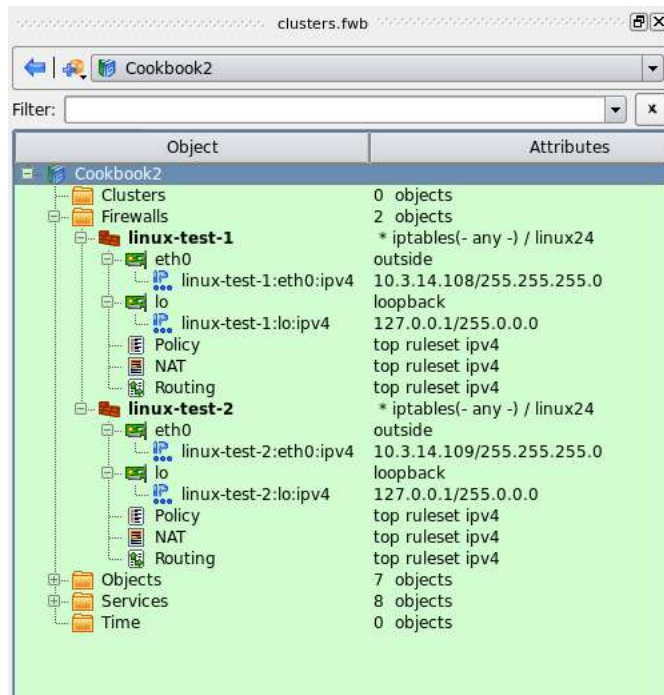 clusters.fwb
Cookbook2
Filter:
x
Object Attributes
Cookbook2
Clusters 0 objects
Firewalls 2 objects
linux-test-1 * iptables(- any -) / linux24
eth0 outside
IP linux-test-1:eth0:ipv4 10.3.14.108/255.255.255.0
lo loopback
IP linux-test-1:lo:ipv4 127.0.0.1/255.0.0.0
Policy top ruleset ipv4
NAT top ruleset ipv4
Routing top ruleset ipv4
linux-test-2 * iptables(- any -) / linux24
eth0 outside
IP linux-test-2:eth0:ipv4 10.3.14.109/255.255.255.0
lo loopback
IP linux-test-2:lo:ipv4 127.0.0.1/255.0.0.0
Policy top ruleset ipv4
NAT top ruleset ipv4
Routing top ruleset ipv4
Objects 7 objects
Services 8 objects
Time 0 objects